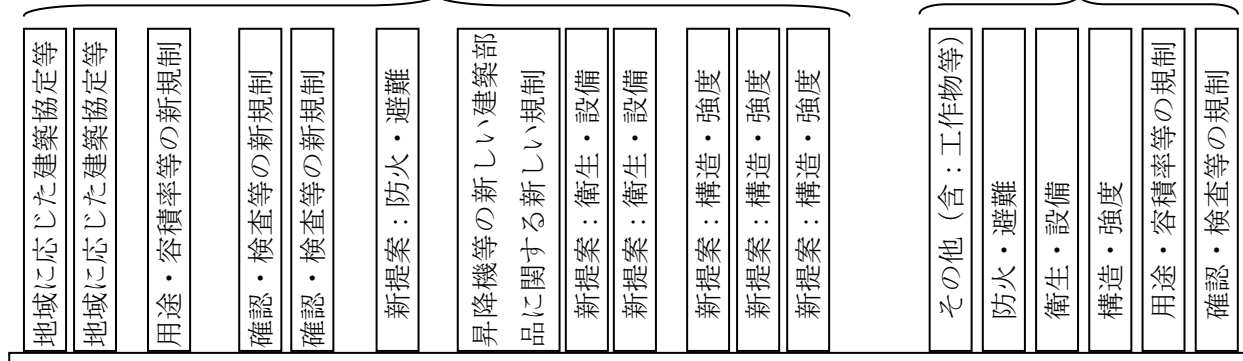 地域に応じた建築協定等
地域に応じた建築協定等
用途・容積率等の新規制
確認・検査等の新規制
確認・検査等の新規制
新提案：防火・避難
昇降機等の新しい建築部
品に関する新しい規制
新提案：衛生・設備
新提案：衛生・設備
新提案：構造・強度
新提案：構造・強度
新提案：構造・強度
その他（含：工作物等）
防火・避難
衛生・設備
構造・強度
用途・容積率等の規制
確認・検査等の規制